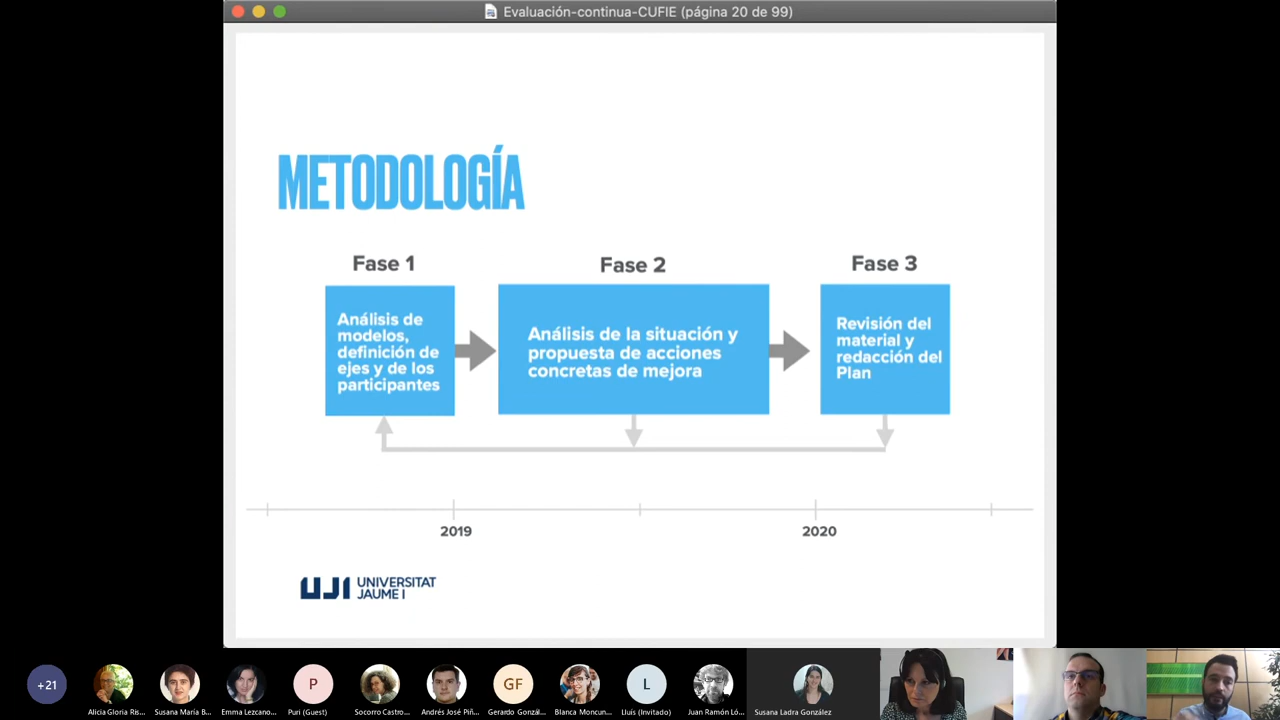 Evaluación-continua-CUFIE (página 20 de 99)
METODOLOGÍA
Fase 1
Fase 2
Fase 3
Análisis de
modelos,
definición de
ejes y de los
participantes
Análisis de la situación y
propuesta de acciones
concretas de mejora
Revisión del
material y
redacción del
Plan
2019
2020
UJI UNIVERSITAT
JAUME I
+21
P
GF
L
Alicia Gloria Ris...
Susana María B...
Emma Lezcano...
Puri (Guest)
Socorro Castro...
Andrés José Piñ...
Gerardo Gonzál...
Blanca Moncun...
Lluís (Invitado)
Juan Ramón Ló...
Susana Ladra González